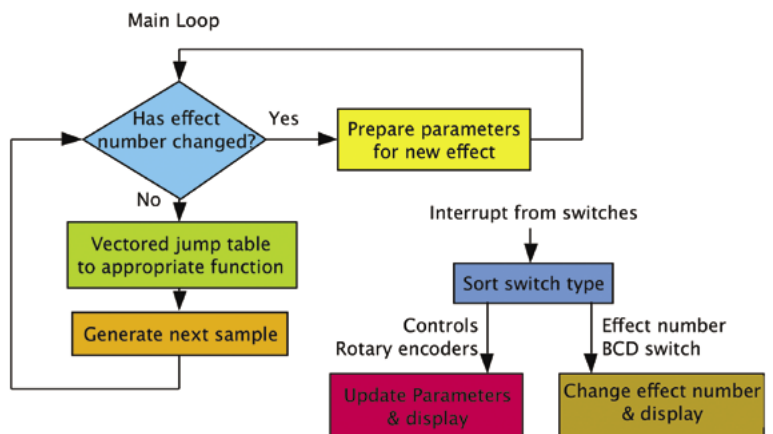 Main Loop
Has effect
number changed?
Yes
Prepare parameters
for new effect
No
Vectored jump table
to appropriate function
Generate next sample
Interrupt from switches
Sort switch type
Controls
Rotary encoders
Effect number
BCD switch
Update Parameters
& display
Change effect number
& display